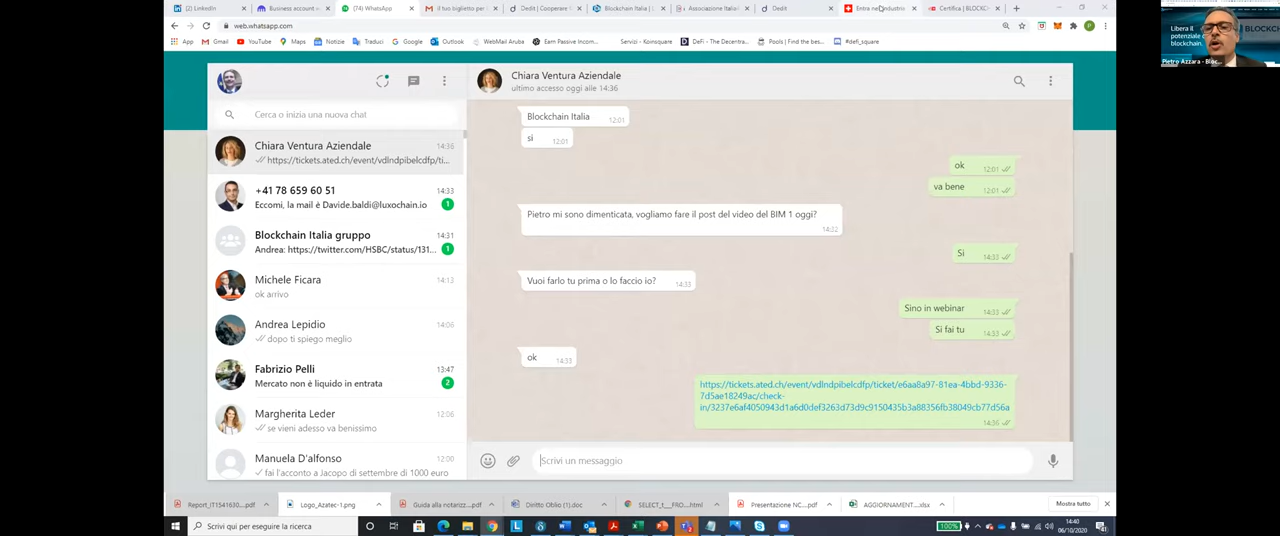 (2) LinkedIn
Business account w
(74) WhatsApp
il tuo biglietto per l
Dedit | Cooperare
Blockchain Italia |
Associazione Italia
Dedit
Entra nell'industria
Certifica | BLOCKC
web.whatsapp.com
App
Gmail
YouTube
Maps
Notizie
Traduci
Google
Outlook
WebMail Aruba
Earn Passive Incom...
Servizi - Koinsquare
DeFi - The Decentra...
Pools | Find the bes...
#defi_square
Libera il
potenziale
blockchain.
BLOCKCH
Pietro Azzara - Bloc...
Cerca o inizia una nuova chat
Chiara Ventura Aziendale
14:36
https://tickets.ated.ch/event/vdlndpibelcdfp/ti...
+41 78 659 60 51
14:33
Eccomi, la mail è Davide.baldi@luxochain.io
1
Blockchain Italia gruppo
14:31
Andrea: https://twitter.com/HSBC/status/131...
1
Michele Ficara
14:13
ok arrivo
Andrea Lepidio
14:06
dopo ti spiego meglio
Fabrizio Pelli
13:47
Mercato non è liquido in entrata
2
Margherita Leder
12:06
se vieni adesso va benissimo
Manuela D'alfonso
12:00
fai l'acconto a Jacopo di settembre di 1000 euro
Chiara Ventura Aziendale
ultimo accesso oggi alle 14:36
Blockchain Italia
12:01
si
12:01
ok
12:01
va bene
12:01
Pietro mi sono dimenticata, vogliamo fare il post del video del BIM 1 oggi?
14:32
Si
14:33
Vuoi farlo tu prima o lo faccio io?
14:33
Sino in webinar
14:33
Si fai tu
14:33
ok
14:33
https://tickets.ated.ch/event/vdlndpibelcdfp/ticket/e6aa8a97-81ea-4bbd-9336-
7d5ae18249ac/check-
in/3237e6af4050943d1a6d0def3263d73d9c9150435b3a88356fb38049cb77d56a
14:36
Scrivi un messaggio
Report_IT1541630....pdf
Logo_Azatec-1.png
Guida alla notarizz....pdf
Diritto Oblio (1).doc
SELECT_t___FRO....html
Presentazione NC....pdf
AGGIORNAMENT....xlsx
Mostra tutto
Scrivi qui per eseguire la ricerca
100%
14:40
06/10/2020